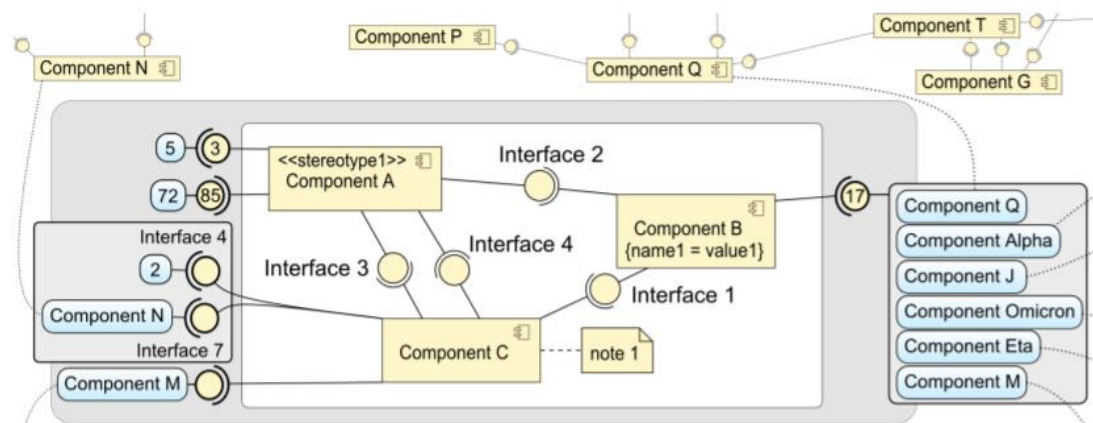 Component P
Component T
Component N
Component Q
Component G
5
3
<<stereotype1>>
Component A
Interface 2
72
85
17
Component B
{name1 = value1}
Component Q
Component Alpha
Interface 4
2
Interface 3
Interface 4
Interface 1
Component J
Component N
Component Omicron
Interface 7
Component C
note 1
Component Eta
Component M
Component M